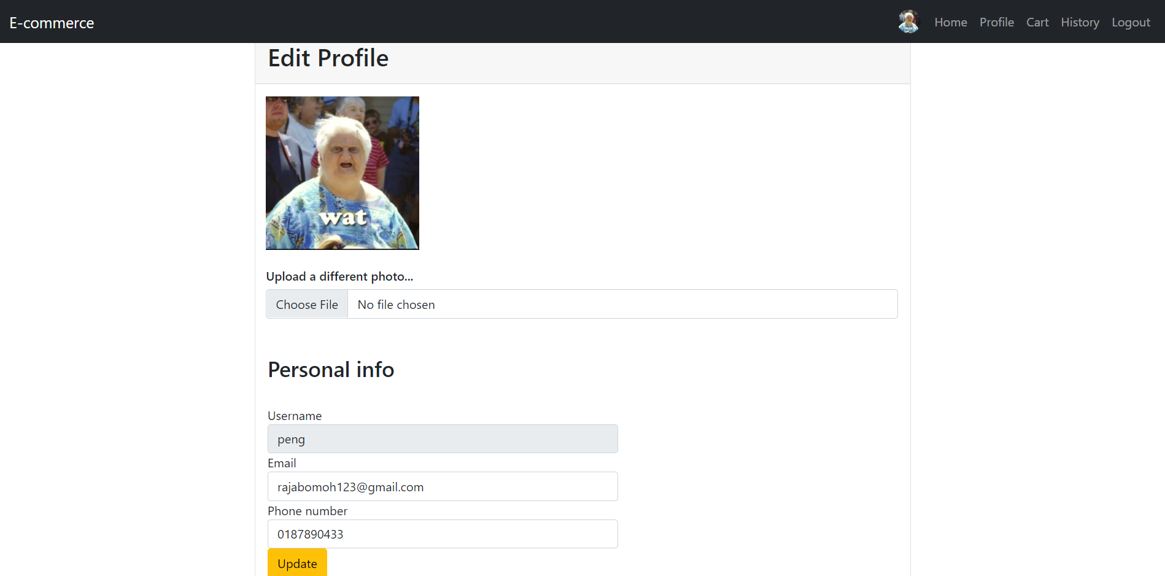 E-commerce Home Profile Cart History Logout
Edit Profile
wat
Upload a different photo...
Choose File No file chosen
Personal info
Username
peng
Email
rajabomoh123@gmail.com
Phone number
0187890433
Update